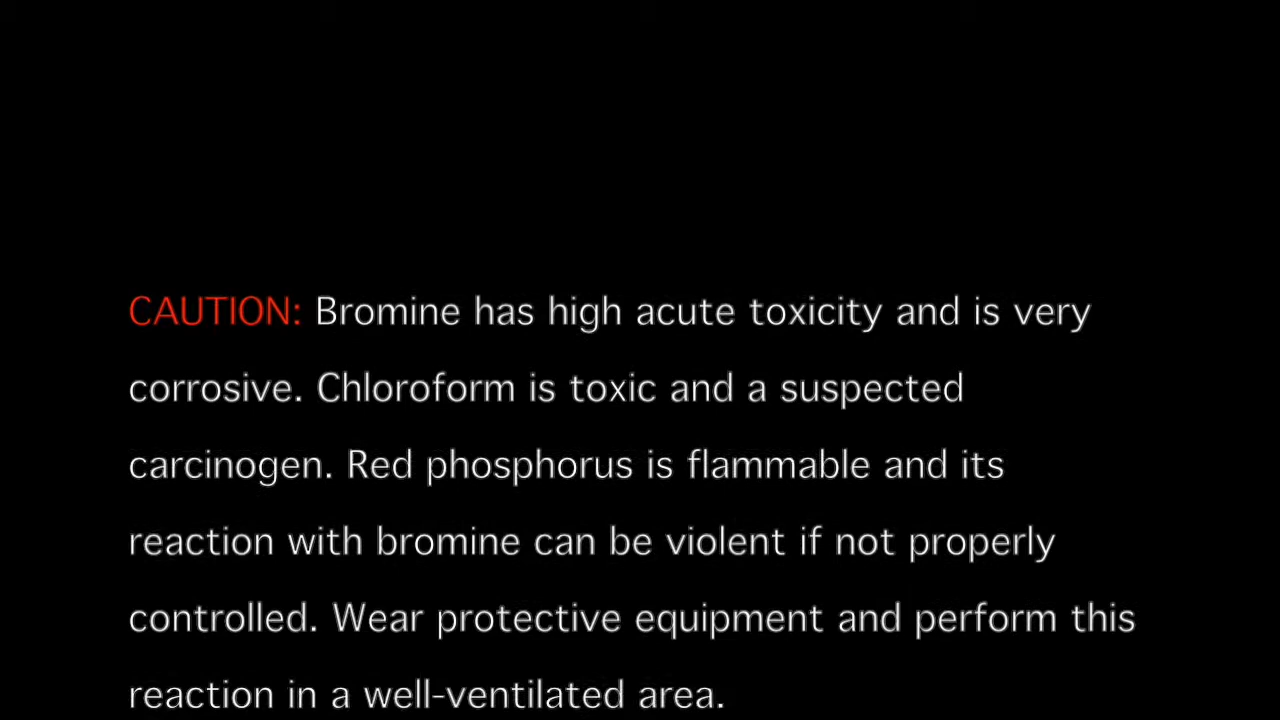 CAUTION: Bromine has high acute toxicity and is very
corrosive. Chloroform is toxic and a suspected
carcinogen. Red phosphorus is flammable and its
reaction with bromine can be violent if not properly
controlled. Wear protective equipment and perform this
reaction in a well-ventilated area.